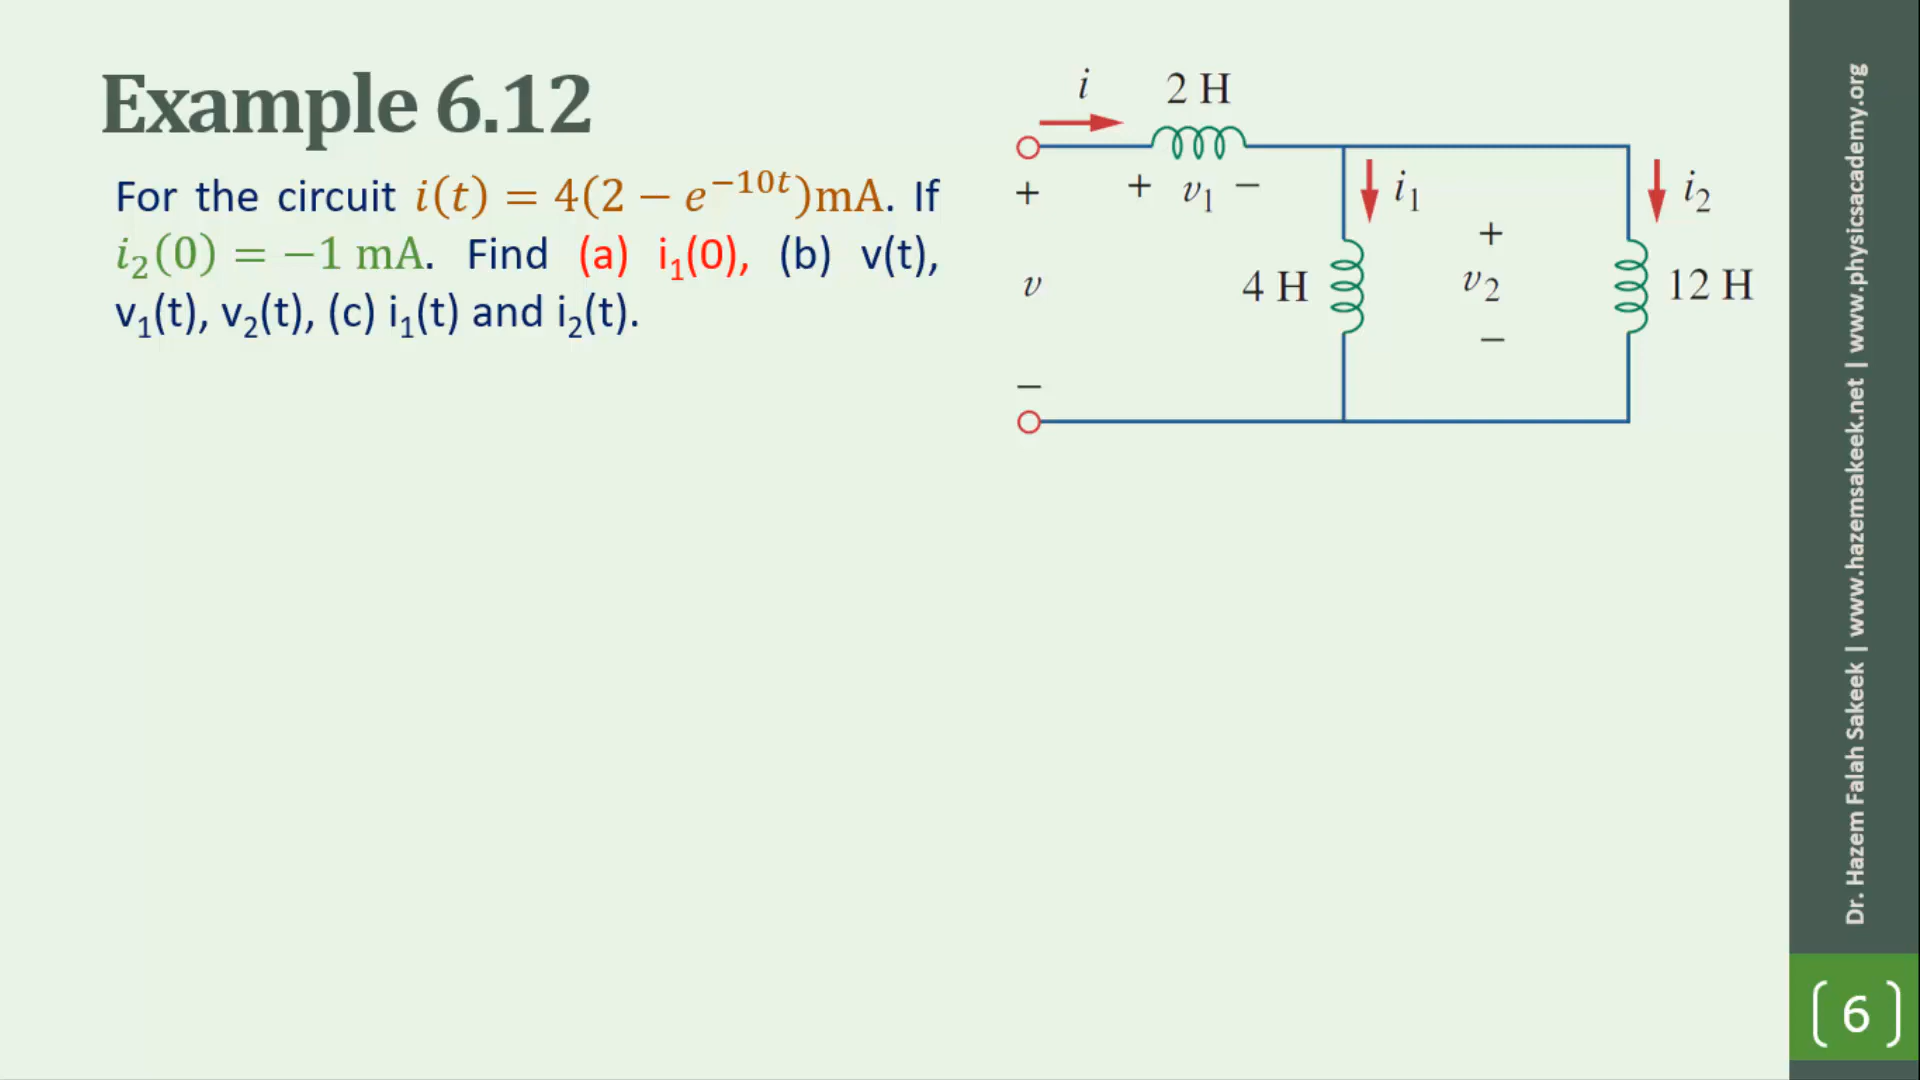 Example 6.12
For the circuit i(t) = 4(2 − e⁻¹⁰ᵗ)mA. If
i₂(0) = −1 mA. Find (a) i₁(0), (b) v(t),
v₁(t), v₂(t), (c) i₁(t) and i₂(t).
i
2 H
+
+ v₁ −
i₁
i₂
+
v
4 H
v₂
12 H
−
−
Dr. Hazem Falah Sakeek | www.hazemsakeek.net | www.physicsacademy.org
[6]